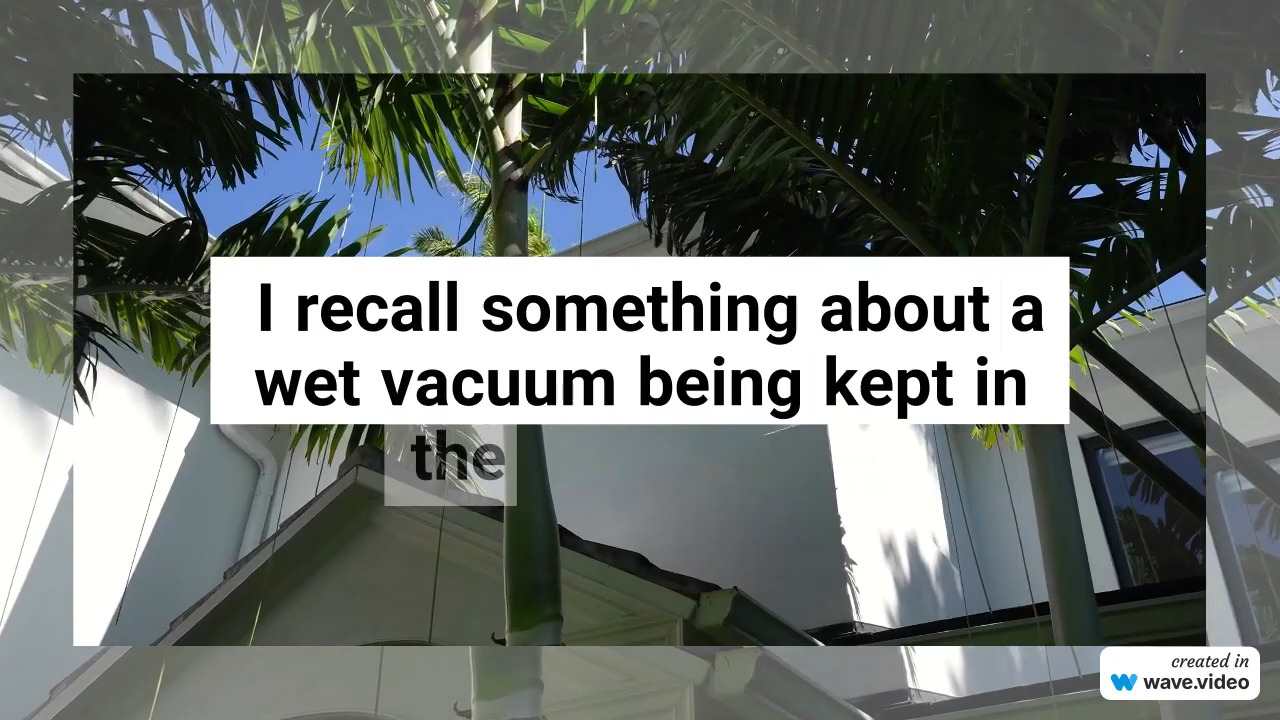 I recall something about a
wet vacuum being kept in
the
created in
wave.video